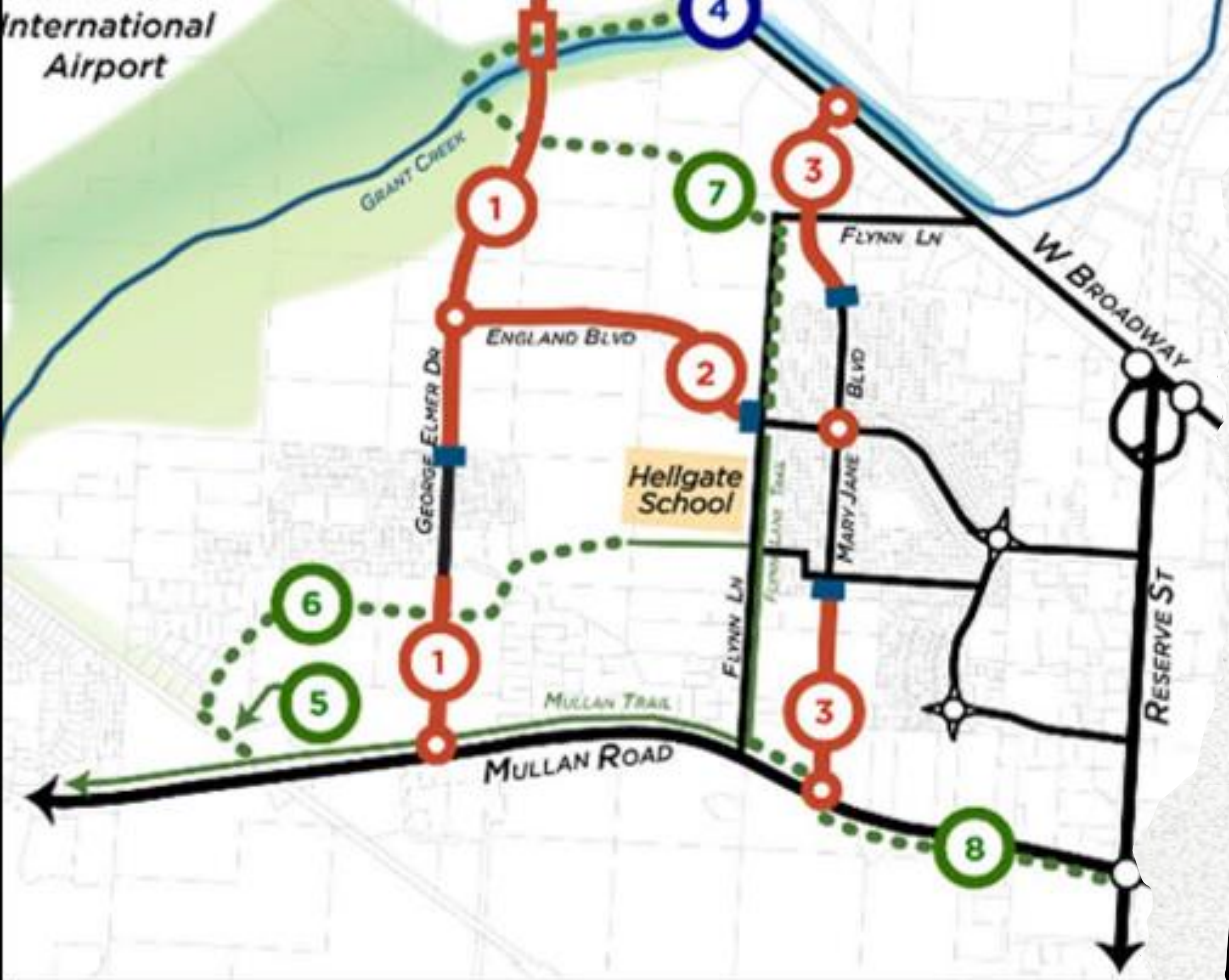 International
Airport
4
GRANT CREEK
3
1
7
FLYNN LN
W BROADWAY
ENGLAND BLVD
2
BLVD
GEORGE ELMER DR
Hellgate
School
FLYNN LANE TRAIL
MARY JANE
6
FLYNN LN
RESERVE ST
1
5
MULLAN TRAIL
3
MULLAN ROAD
8